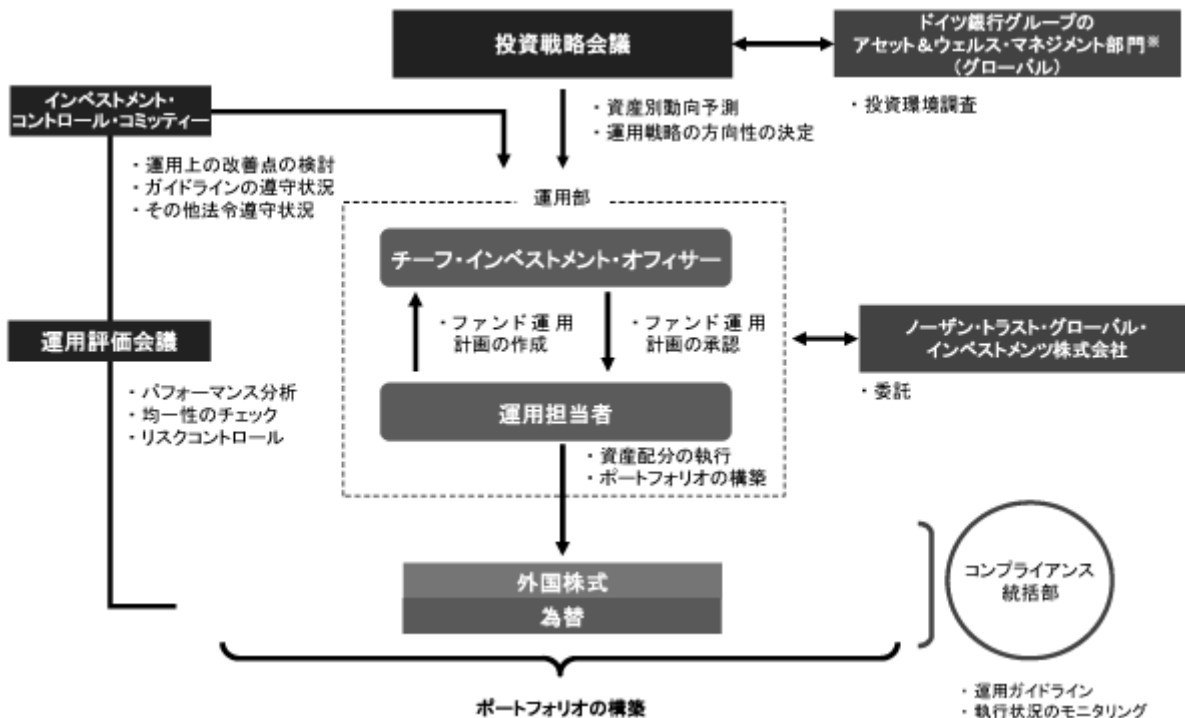 投資戦略会議
ドイツ銀行グループの
アセット&ウェルス・マネジメント部門※
(グローバル)
・投資環境調査
・資産別動向予測
・運用戦略の方向性の決定
インベストメント・
コントロール・コミッティー
・運用上の改善点の検討
・ガイドラインの遵守状況
・その他法令遵守状況
運用部
チーフ・インベストメント・オフィサー
・ファンド運用
計画の作成
・ファンド運用
計画の承認
運用評価会議
・パフォーマンス分析
・均一性のチェック
・リスクコントロール
ノーザン・トラスト・グローバル・
インベストメンツ株式会社
・委託
運用担当者
・資産配分の執行
・ポートフォリオの構築
外国株式
為替
コンプライアンス
統括部
・運用ガイドライン
・執行状況のモニタリング
ポートフォリオの構築